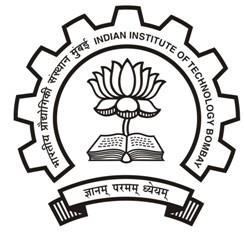 भारतीय प्रौद्योगिकी संस्थान मुंबई
INDIAN INSTITUTE OF TECHNOLOGY BOMBAY
ज्ञानम् परमम् ध्येयम्